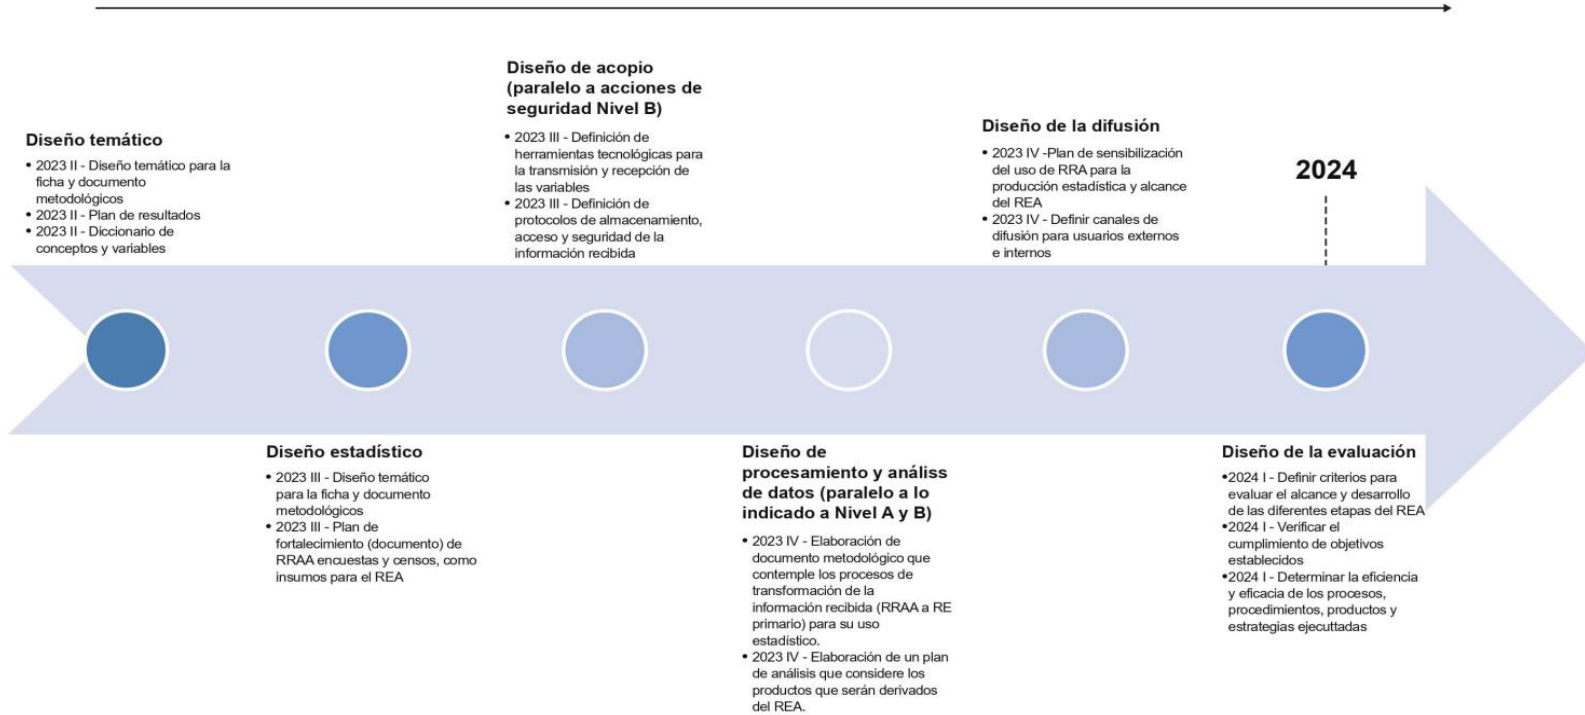 Diseño temático
• 2023 II - Diseño temático para la
ficha y documento
metodológicos
• 2023 II - Plan de resultados
• 2023 II - Diccionario de
conceptos y variables
Diseño estadístico
• 2023 III - Diseño temático
para la ficha y documento
metodológicos
• 2023 III - Plan de
fortalecimiento (documento) de
RRAA encuestas y censos, como
insumos para el REA
Diseño de acopio
(paralelo a acciones de
seguridad Nivel B)
• 2023 III - Definición de
herramientas tecnológicas para
la transmisión y recepción de
las variables
• 2023 III - Definición de
protocolos de almacenamiento,
acceso y seguridad de la
información recibida
Diseño de
procesamiento y análiss
de datos (paralelo a lo
indicado a Nivel A y B)
• 2023 IV - Elaboración de
documento metodológico que
contemple los procesos de
transformación de la
información recibida (RRAA a RE
primario) para su uso
estadístico.
• 2023 IV - Elaboración de un plan
de análisis que considere los
productos que serán derivados
del REA.
Diseño de la difusión
• 2023 IV -Plan de sensibilización
del uso de RRA para la
producción estadística y alcance
del REA
• 2023 IV - Definir canales de
difusión para usuarios externos
e internos
2024
Diseño de la evaluación
•2024 I - Definir criterios para
evaluar el alcance y desarrollo
de las diferentes etapas del REA
•2024 I - Verificar el
cumplimiento de objetivos
establecidos
•2024 I - Determinar la eficiencia
y eficacia de los procesos,
procedimientos, productos y
estrategias ejecuttadas